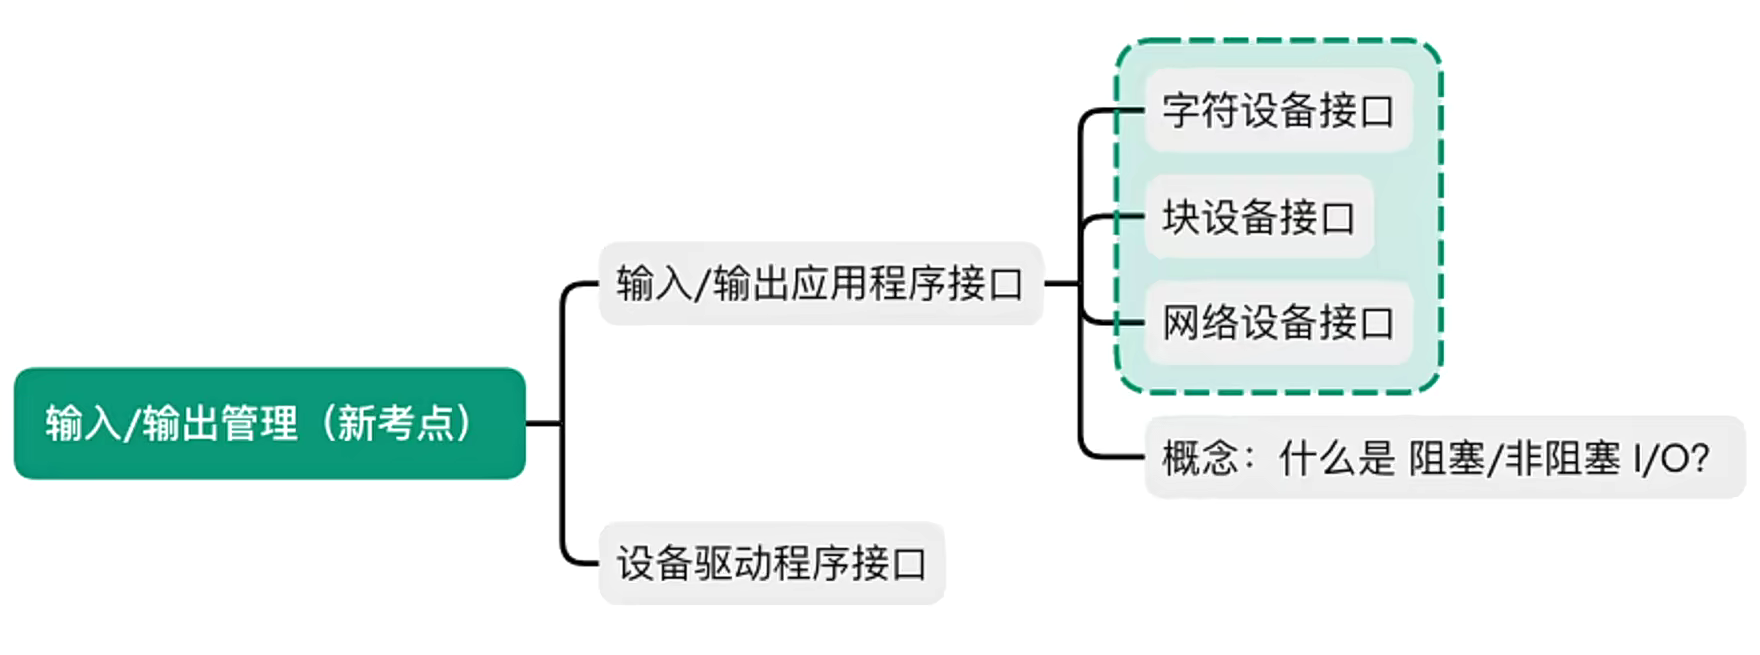 输入/输出管理（新考点）
输入/输出应用程序接口
字符设备接口
块设备接口
网络设备接口
概念：什么是 阻塞/非阻塞 I/O？
设备驱动程序接口